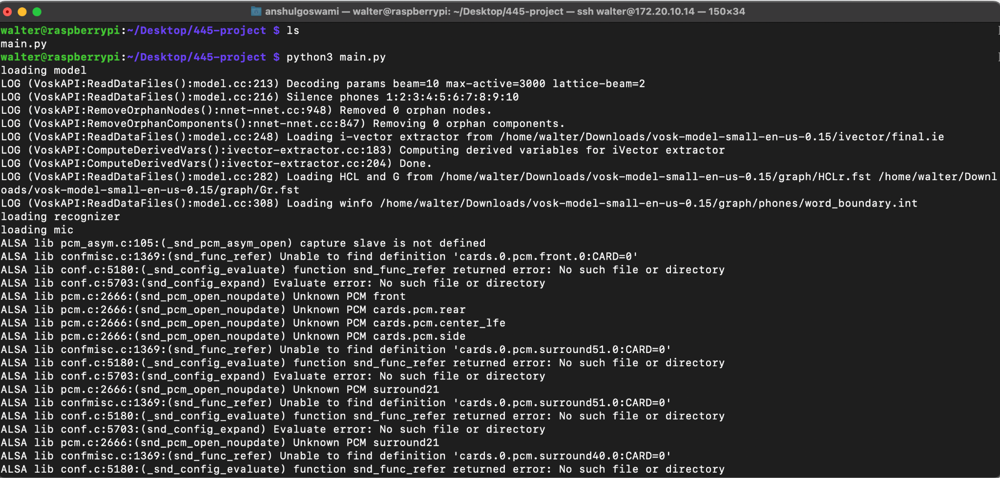 anshulgoswami — walter@raspberrypi: ~/Desktop/445-project — ssh walter@172.20.10.14 — 150×34
walter@raspberrypi:~/Desktop/445-project $ ls
main.py
walter@raspberrypi:~/Desktop/445-project $ python3 main.py
loading model
LOG (VoskAPI:ReadDataFiles():model.cc:213) Decoding params beam=10 max-active=3000 lattice-beam=2
LOG (VoskAPI:ReadDataFiles():model.cc:216) Silence phones 1:2:3:4:5:6:7:8:9:10
LOG (VoskAPI:RemoveOrphanNodes():nnet-nnet.cc:948) Removed 0 orphan nodes.
LOG (VoskAPI:RemoveOrphanComponents():nnet-nnet.cc:847) Removing 0 orphan components.
LOG (VoskAPI:ReadDataFiles():model.cc:248) Loading i-vector extractor from /home/walter/Downloads/vosk-model-small-en-us-0.15/ivector/final.ie
LOG (VoskAPI:ComputeDerivedVars():ivector-extractor.cc:183) Computing derived variables for iVector extractor
LOG (VoskAPI:ComputeDerivedVars():ivector-extractor.cc:204) Done.
LOG (VoskAPI:ReadDataFiles():model.cc:282) Loading HCL and G from /home/walter/Downloads/vosk-model-small-en-us-0.15/graph/HCLr.fst /home/walter/Downl
oads/vosk-model-small-en-us-0.15/graph/Gr.fst
LOG (VoskAPI:ReadDataFiles():model.cc:308) Loading winfo /home/walter/Downloads/vosk-model-small-en-us-0.15/graph/phones/word_boundary.int
loading recognizer
loading mic
ALSA lib pcm_asym.c:105:(_snd_pcm_asym_open) capture slave is not defined
ALSA lib confmisc.c:1369:(snd_func_refer) Unable to find definition 'cards.0.pcm.front.0:CARD=0'
ALSA lib conf.c:5180:(_snd_config_evaluate) function snd_func_refer returned error: No such file or directory
ALSA lib conf.c:5703:(snd_config_expand) Evaluate error: No such file or directory
ALSA lib pcm.c:2666:(snd_pcm_open_noupdate) Unknown PCM front
ALSA lib pcm.c:2666:(snd_pcm_open_noupdate) Unknown PCM cards.pcm.rear
ALSA lib pcm.c:2666:(snd_pcm_open_noupdate) Unknown PCM cards.pcm.center_lfe
ALSA lib pcm.c:2666:(snd_pcm_open_noupdate) Unknown PCM cards.pcm.side
ALSA lib confmisc.c:1369:(snd_func_refer) Unable to find definition 'cards.0.pcm.surround51.0:CARD=0'
ALSA lib conf.c:5180:(_snd_config_evaluate) function snd_func_refer returned error: No such file or directory
ALSA lib conf.c:5703:(snd_config_expand) Evaluate error: No such file or directory
ALSA lib pcm.c:2666:(snd_pcm_open_noupdate) Unknown PCM surround21
ALSA lib confmisc.c:1369:(snd_func_refer) Unable to find definition 'cards.0.pcm.surround51.0:CARD=0'
ALSA lib conf.c:5180:(_snd_config_evaluate) function snd_func_refer returned error: No such file or directory
ALSA lib conf.c:5703:(snd_config_expand) Evaluate error: No such file or directory
ALSA lib pcm.c:2666:(snd_pcm_open_noupdate) Unknown PCM surround21
ALSA lib confmisc.c:1369:(snd_func_refer) Unable to find definition 'cards.0.pcm.surround40.0:CARD=0'
ALSA lib conf.c:5180:(_snd_config_evaluate) function snd_func_refer returned error: No such file or directory